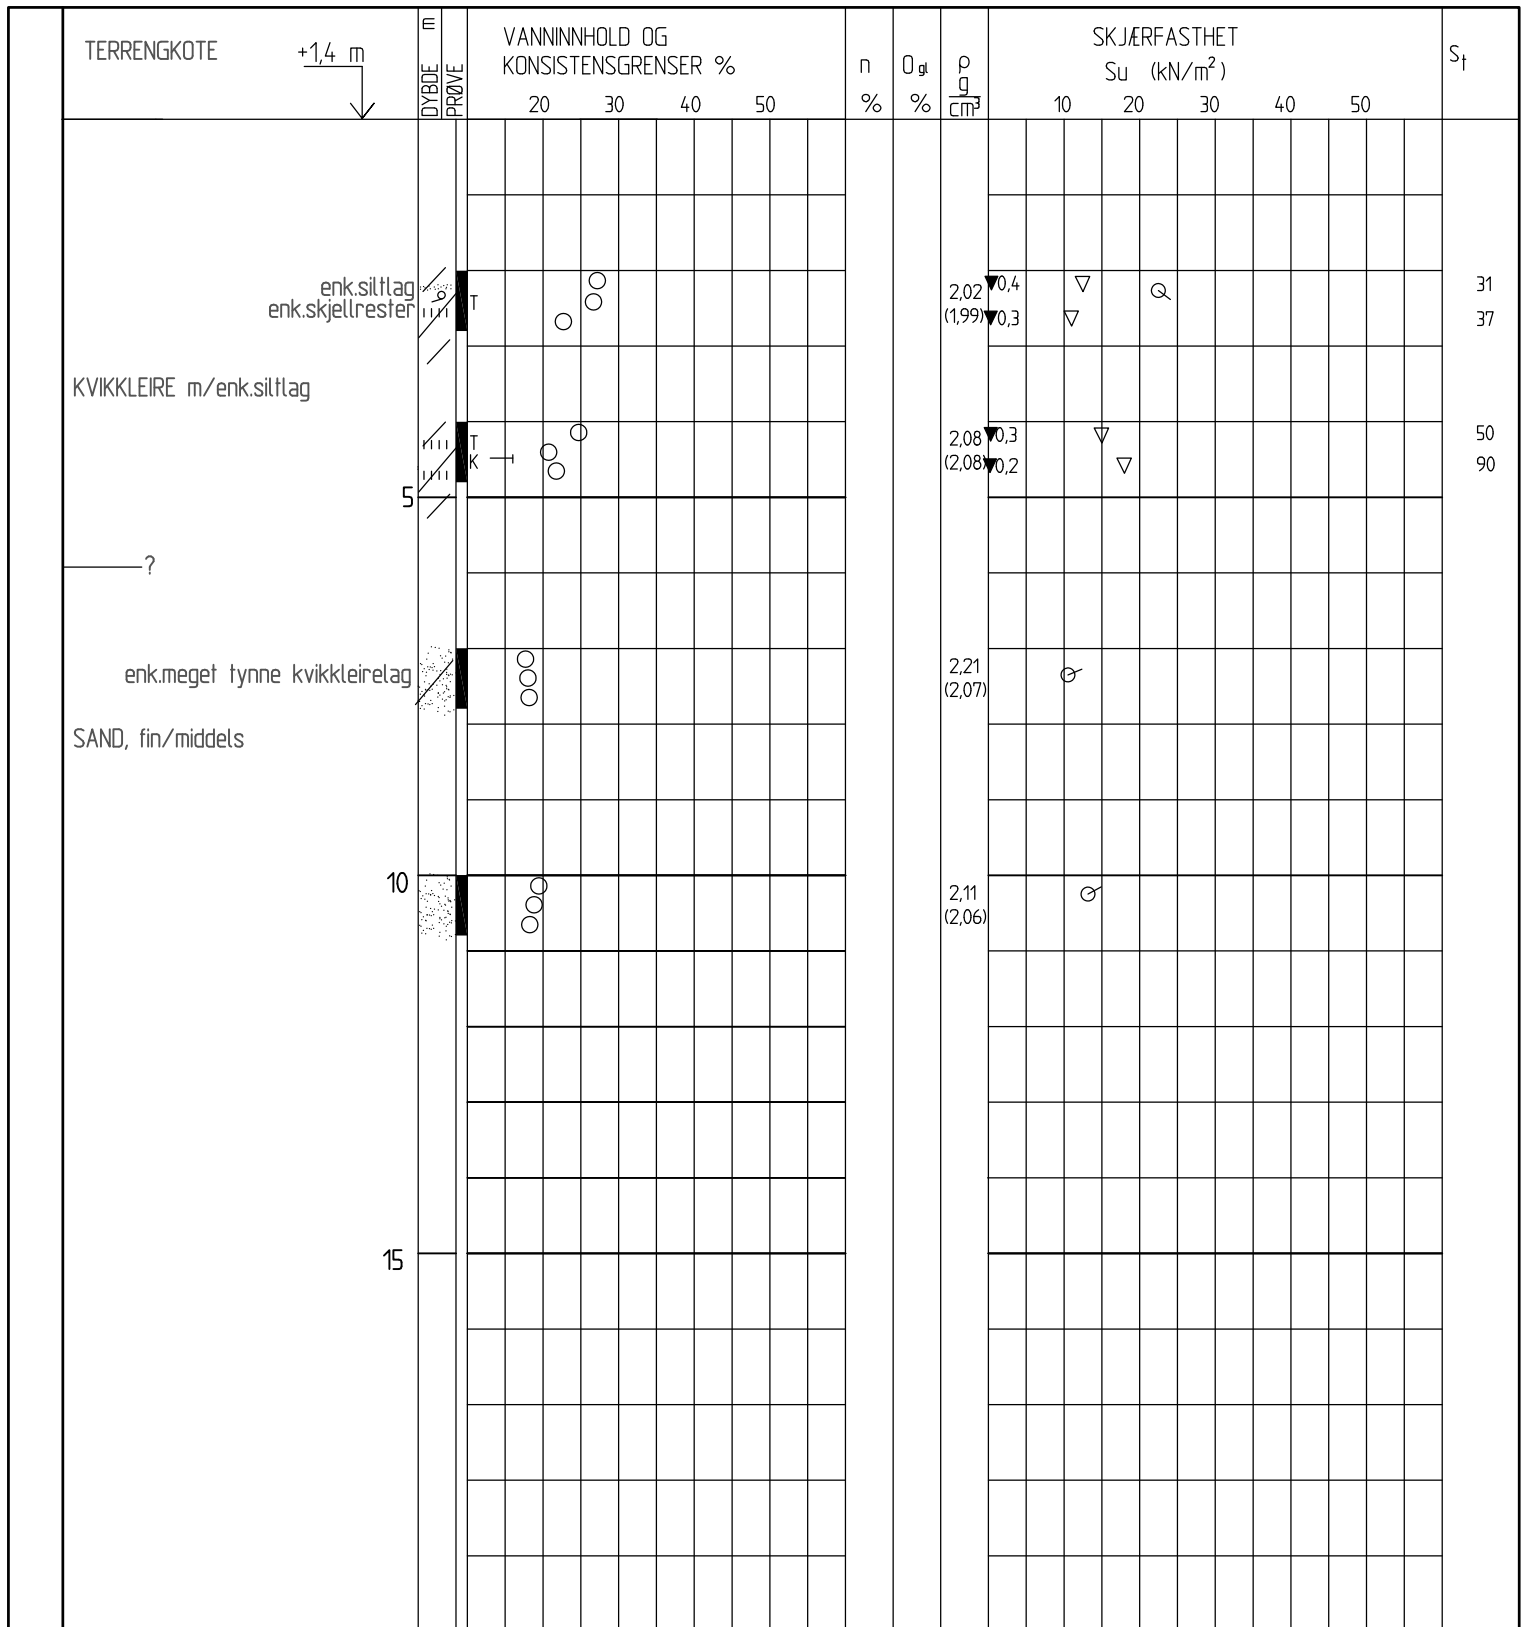 TERRENGKOTE +1,4 m
m
DYBDE
PRØVE
VANNINNHOLD OG
KONSISTENSGRENSER %
20 30 40 50
n
%
O gl
%
ρ
g
cm³
SKJÆRFASTHET
Su (kN/m²)
10 20 30 40 50
St
enk.siltlag
enk.skjellrester
T
2,02
(1,99)
0,4
0,3
31
37
KVIKKLEIRE m/enk.siltlag
T
K
2,08
(2,08)
0,3
0,2
50
90
5
?
enk.meget tynne kvikkleirelag
2,21
(2,07)
SAND, fin/middels
10
2,11
(2,06)
15